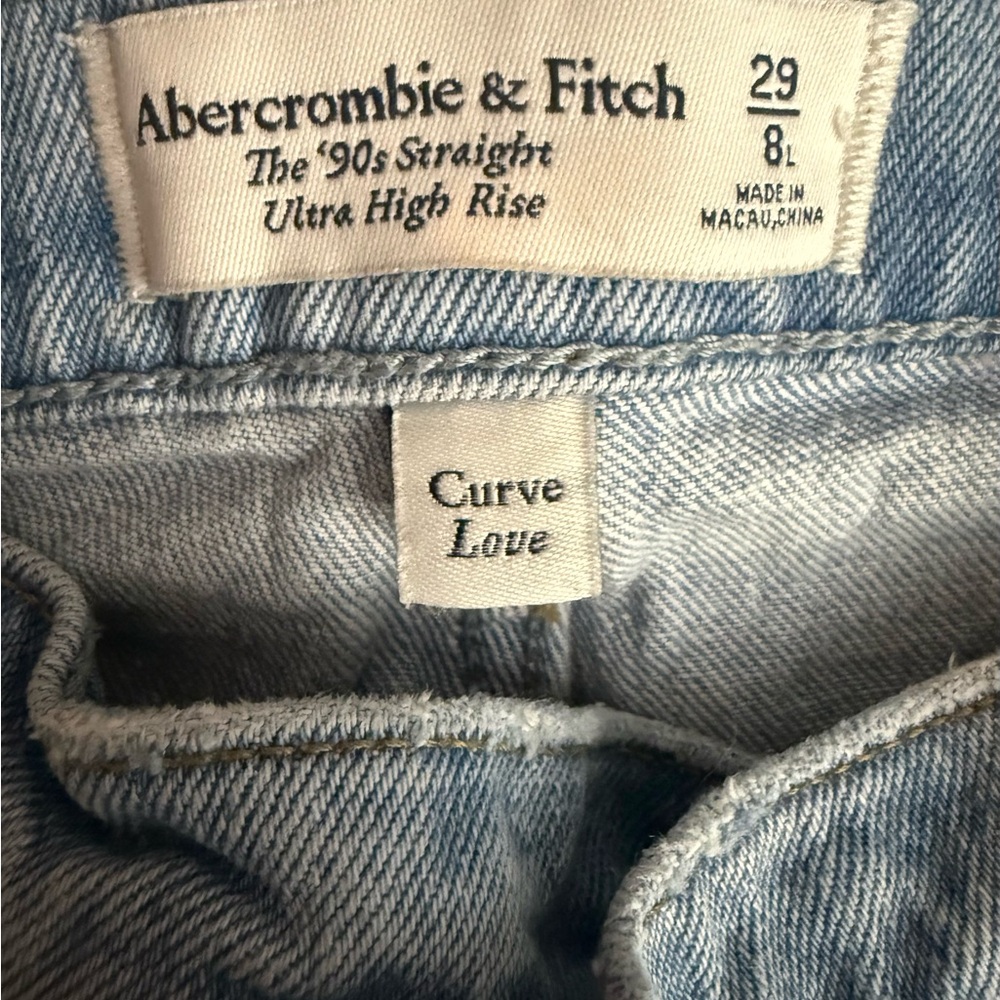 Abercrombie & Fitch
The '90s Straight
Ultra High Rise
29
8L
MADE IN
MACAU,CHINA
Curve
Love